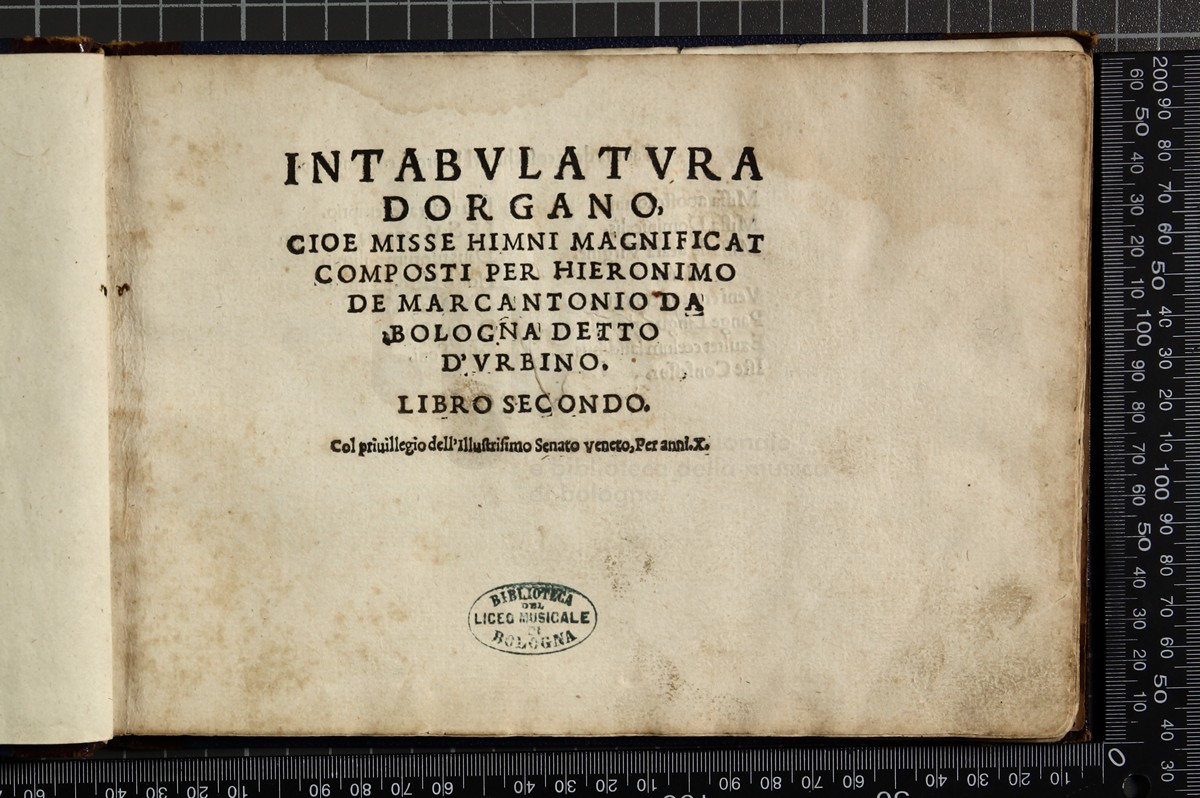 INTABVLATVRA
DORGANO,
CIOE MISSE HIMNI MAGNIFICAT
COMPOSTI PER HIERONIMO
DE MARCANTONIO DA
BOLOGNA DETTO
D'VRBINO.
LIBRO SECONDO.
Col priuillegio dell'Illustrissimo Senato veneto, Per anni.X.
BIBLIOTECA
DEL
LICEO MUSICALE
DI
BOLOGNA